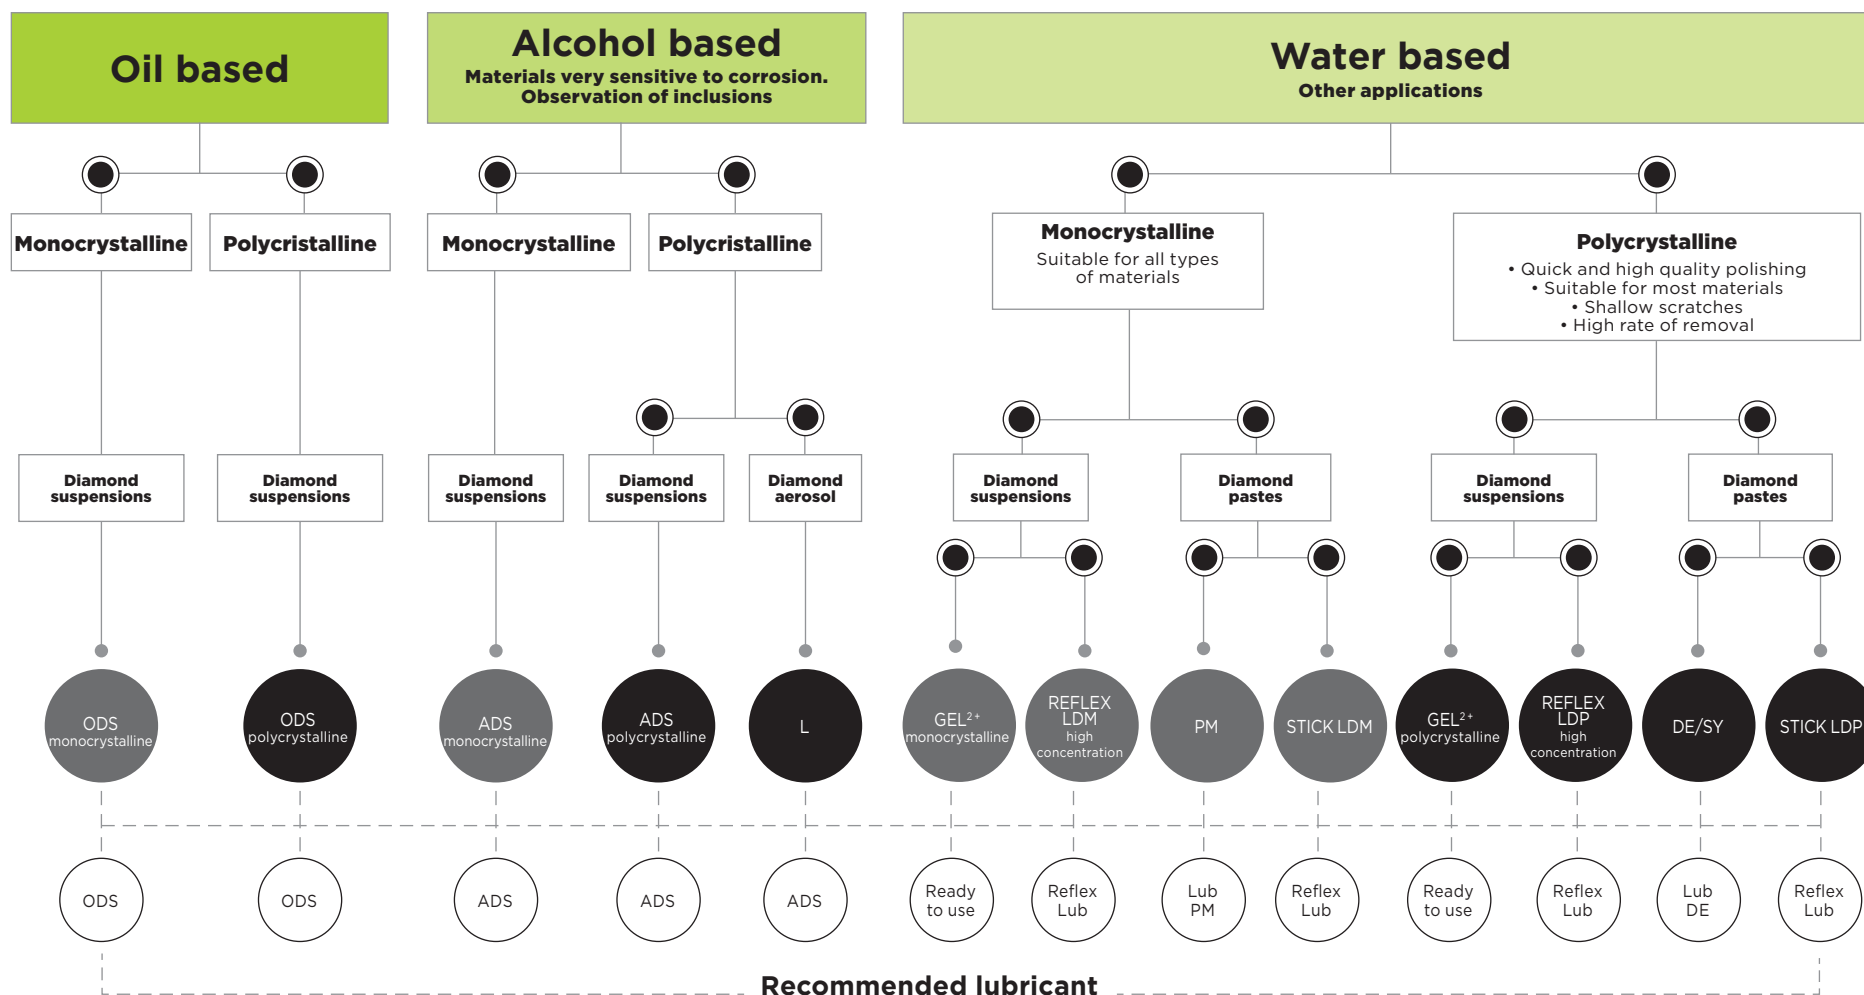 Oil based
Alcohol based
Materials very sensitive to corrosion.
Observation of inclusions
Water based
Other applications
Monocrystalline
Polycristalline
Monocrystalline
Polycristalline
Monocrystalline
Suitable for all types
of materials
Polycrystalline
• Quick and high quality polishing
• Suitable for most materials
• Shallow scratches
• High rate of removal
Diamond
suspensions
Diamond
suspensions
Diamond
suspensions
Diamond
suspensions
Diamond
aerosol
Diamond
suspensions
Diamond
pastes
Diamond
suspensions
Diamond
pastes
ODS
monocrystalline
ODS
polycrystalline
ADS
monocrystalline
ADS
polycrystalline
L
GEL²⁺
monocrystalline
REFLEX
LDM
high
concentration
PM
STICK LDM
GEL²⁺
polycrystalline
REFLEX
LDP
high
concentration
DE/SY
STICK LDP
ODS
ODS
ADS
ADS
ADS
Ready
to use
Reflex
Lub
Lub
PM
Reflex
Lub
Ready
to use
Reflex
Lub
Lub
DE
Reflex
Lub
Recommended lubricant